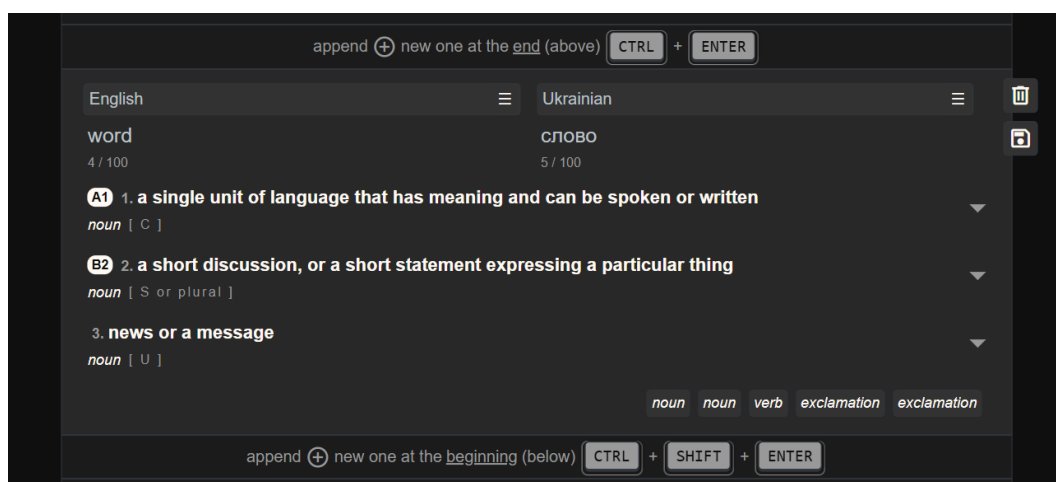 append new one at the end (above) CTRL + ENTER
English Ukrainian
word слово
4 / 100 5 / 100
A1 1. a single unit of language that has meaning and can be spoken or written
noun [ C ]
B2 2. a short discussion, or a short statement expressing a particular thing
noun [ S or plural ]
3. news or a message
noun [ U ]
noun noun verb exclamation exclamation
append new one at the beginning (below) CTRL + SHIFT + ENTER